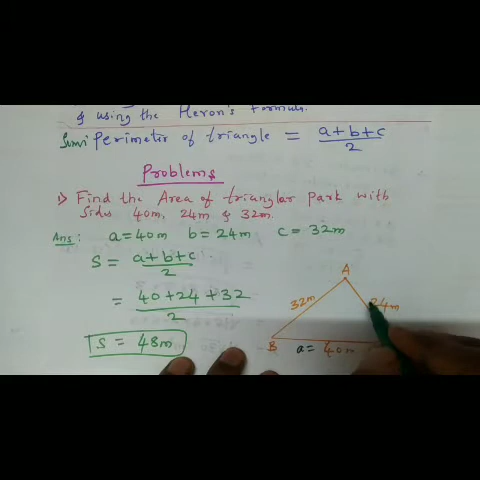 & using the Heron's Formula.
Semi Perimeter of triangle = a+b+c / 2
Problems
1) Find the Area of triangular Park with
Sides 40m, 24m & 32m.
Ans: a=40m b=24m c=32m
S = a+b+c / 2
= 40+24+32 / 2
S = 48m
A
32m 24m
B
a= 40m